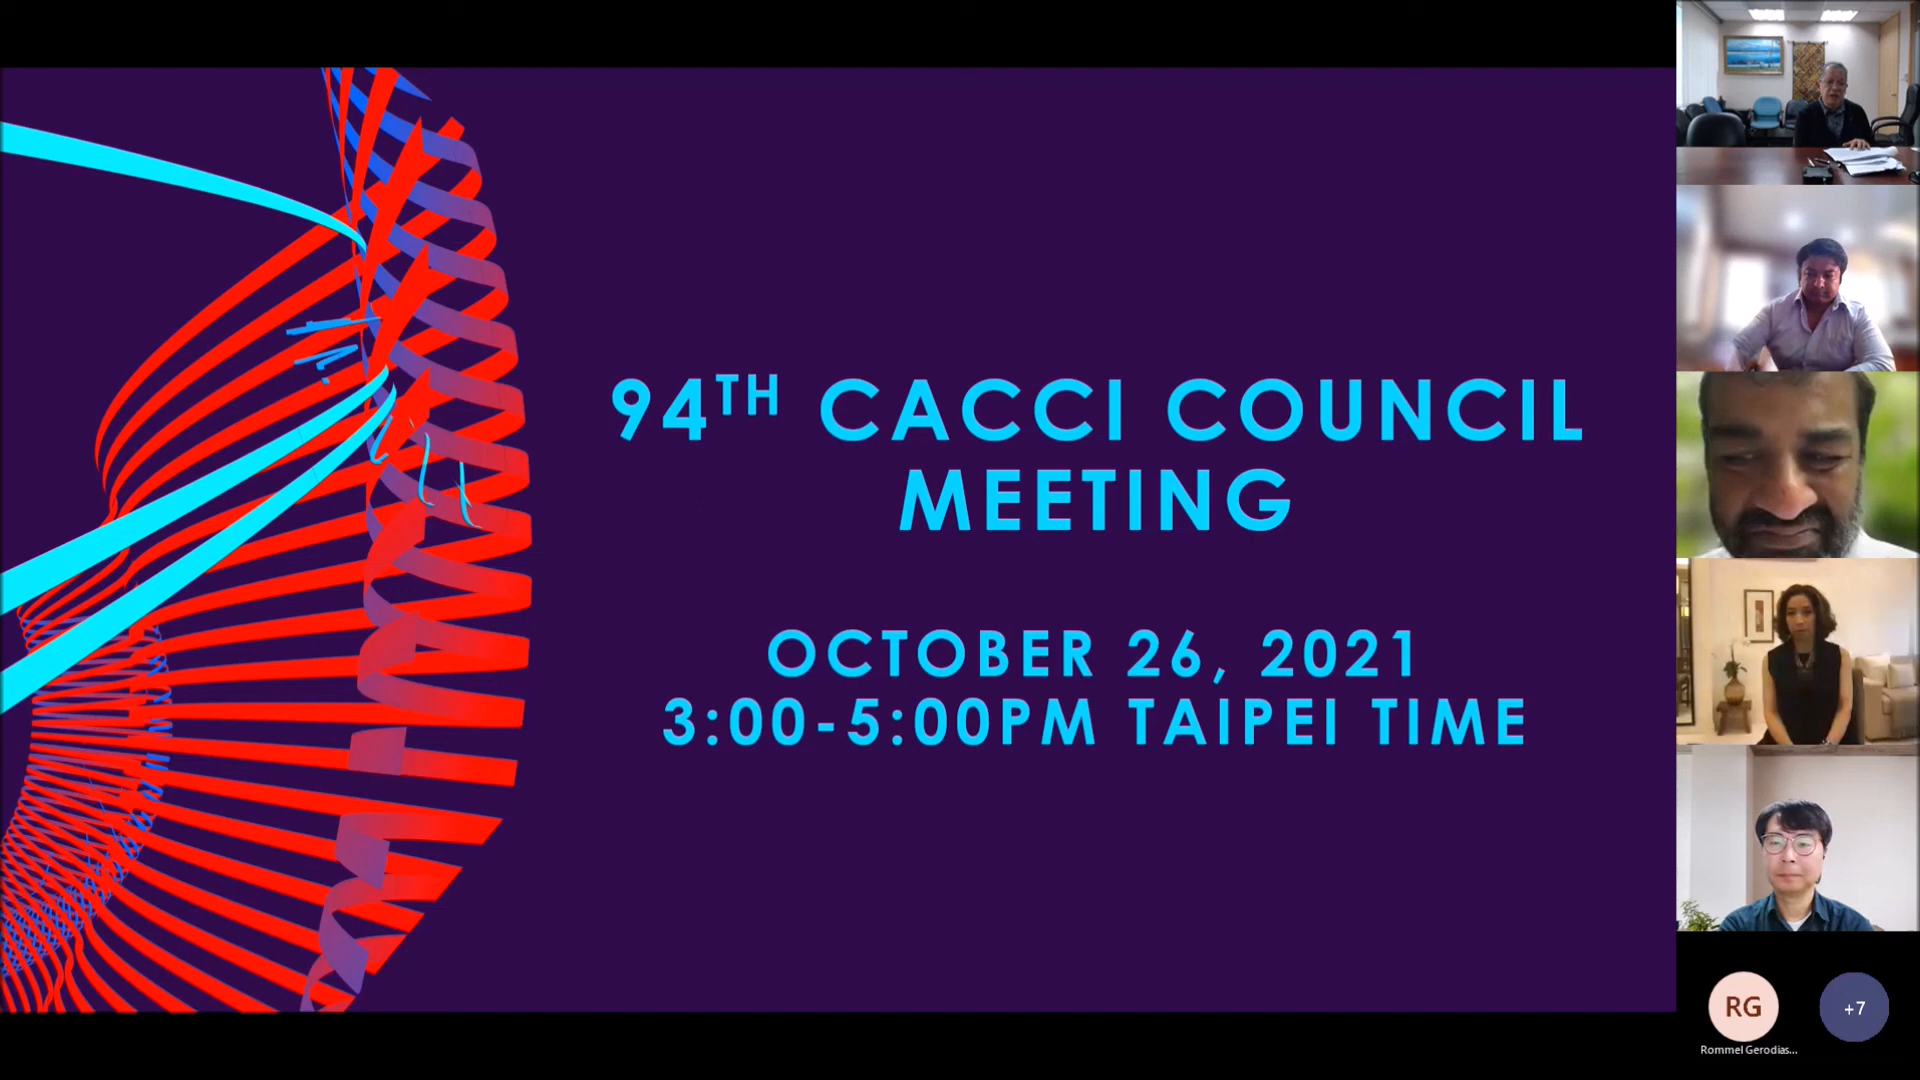 94TH CACCI COUNCIL
MEETING
OCTOBER 26, 2021
3:00-5:00PM TAIPEI TIME
RG
+7
Rommel Gerodias...